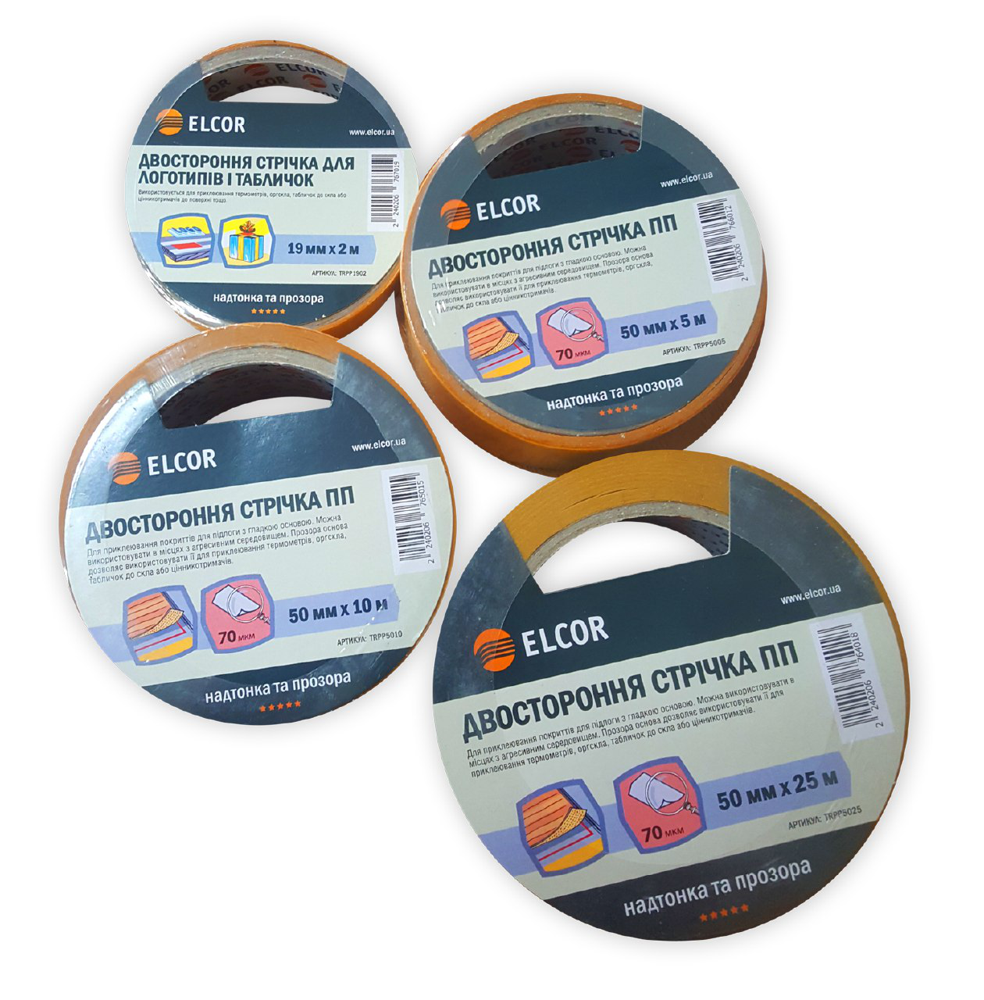 ELCOR
ELCOR
ELCOR
www.elcor.ua
ДВОСТОРОННЯ СТРІЧКА ДЛЯ
ЛОГОТИПІВ І ТАБЛИЧОК
Використовується для приклеювання термометрів, оргскла, табличок до скла або
цінникотримачів до поверхні тощо.
2 240206 767019
LOGO
19 мм х 2 м
АРТИКУЛ: TRPP1902
надтонка та прозора
ELCOR
ELCOR
www.elcor.ua
ДВОСТОРОННЯ СТРІЧКА ПП
Для приклеювання покриттів для підлоги з гладкою основою. Можна
використовувати в місцях з агресивним середовищем. Прозора основа
дозволяє використовувати її для приклеювання термометрів, оргскла,
табличок до скла або цінникотримачів.
2 240206 766012
70 мкм
50 мм х 5 м
АРТИКУЛ: TRPP5005
надтонка та прозора
ELCOR
www.elcor.ua
ДВОСТОРОННЯ СТРІЧКА ПП
Для приклеювання покриттів для підлоги з гладкою основою. Можна
використовувати в місцях з агресивним середовищем. Прозора основа
дозволяє використовувати її для приклеювання термометрів, оргскла,
табличок до скла або цінникотримачів.
2 240206 765015
70 мкм
50 мм х 10 м
АРТИКУЛ: TRPP5010
надтонка та прозора
ELCOR
www.elcor.ua
ДВОСТОРОННЯ СТРІЧКА ПП
Для приклеювання покриттів для підлоги з гладкою основою. Можна використовувати в
місцях з агресивним середовищем. Прозора основа дозволяє використовувати її для
приклеювання термометрів, оргскла, табличок до скла або цінникотримачів.
2 240206 764018
70 мкм
50 мм х 25 м
АРТИКУЛ: TRPP5025
надтонка та прозора